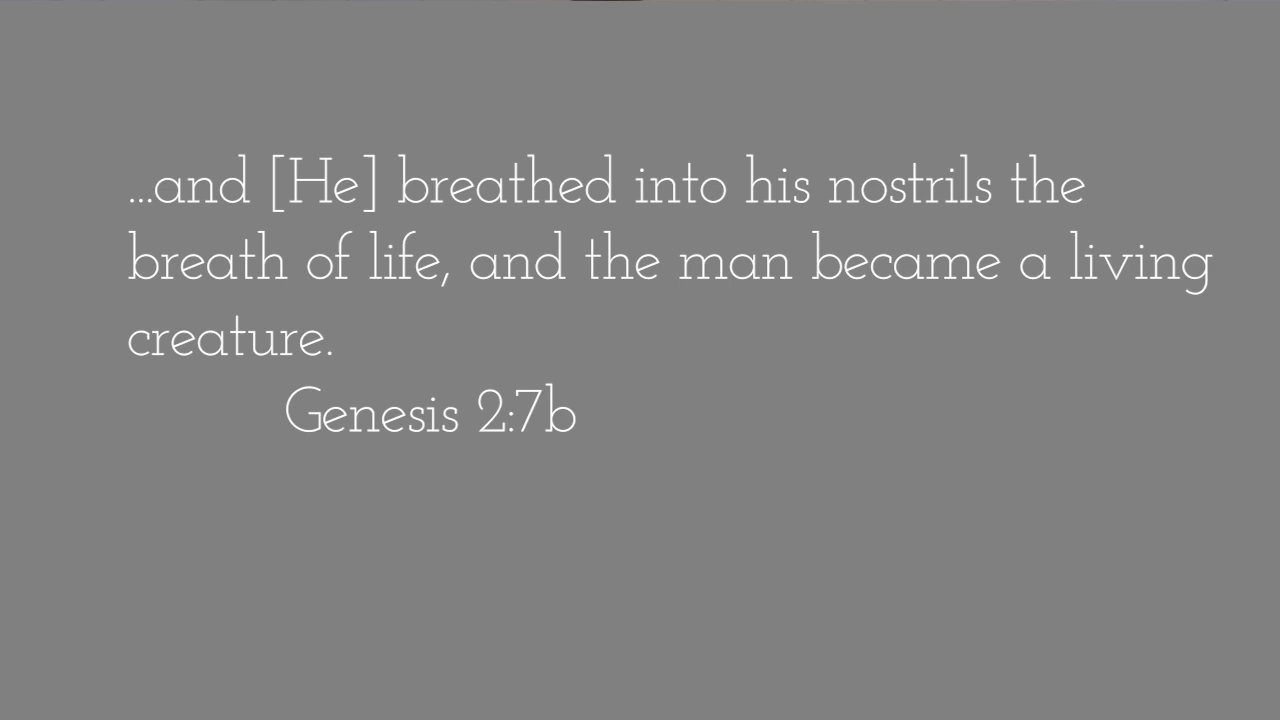 ...and [He] breathed into his nostrils the
breath of life, and the man became a living
creature.
Genesis 2:7b